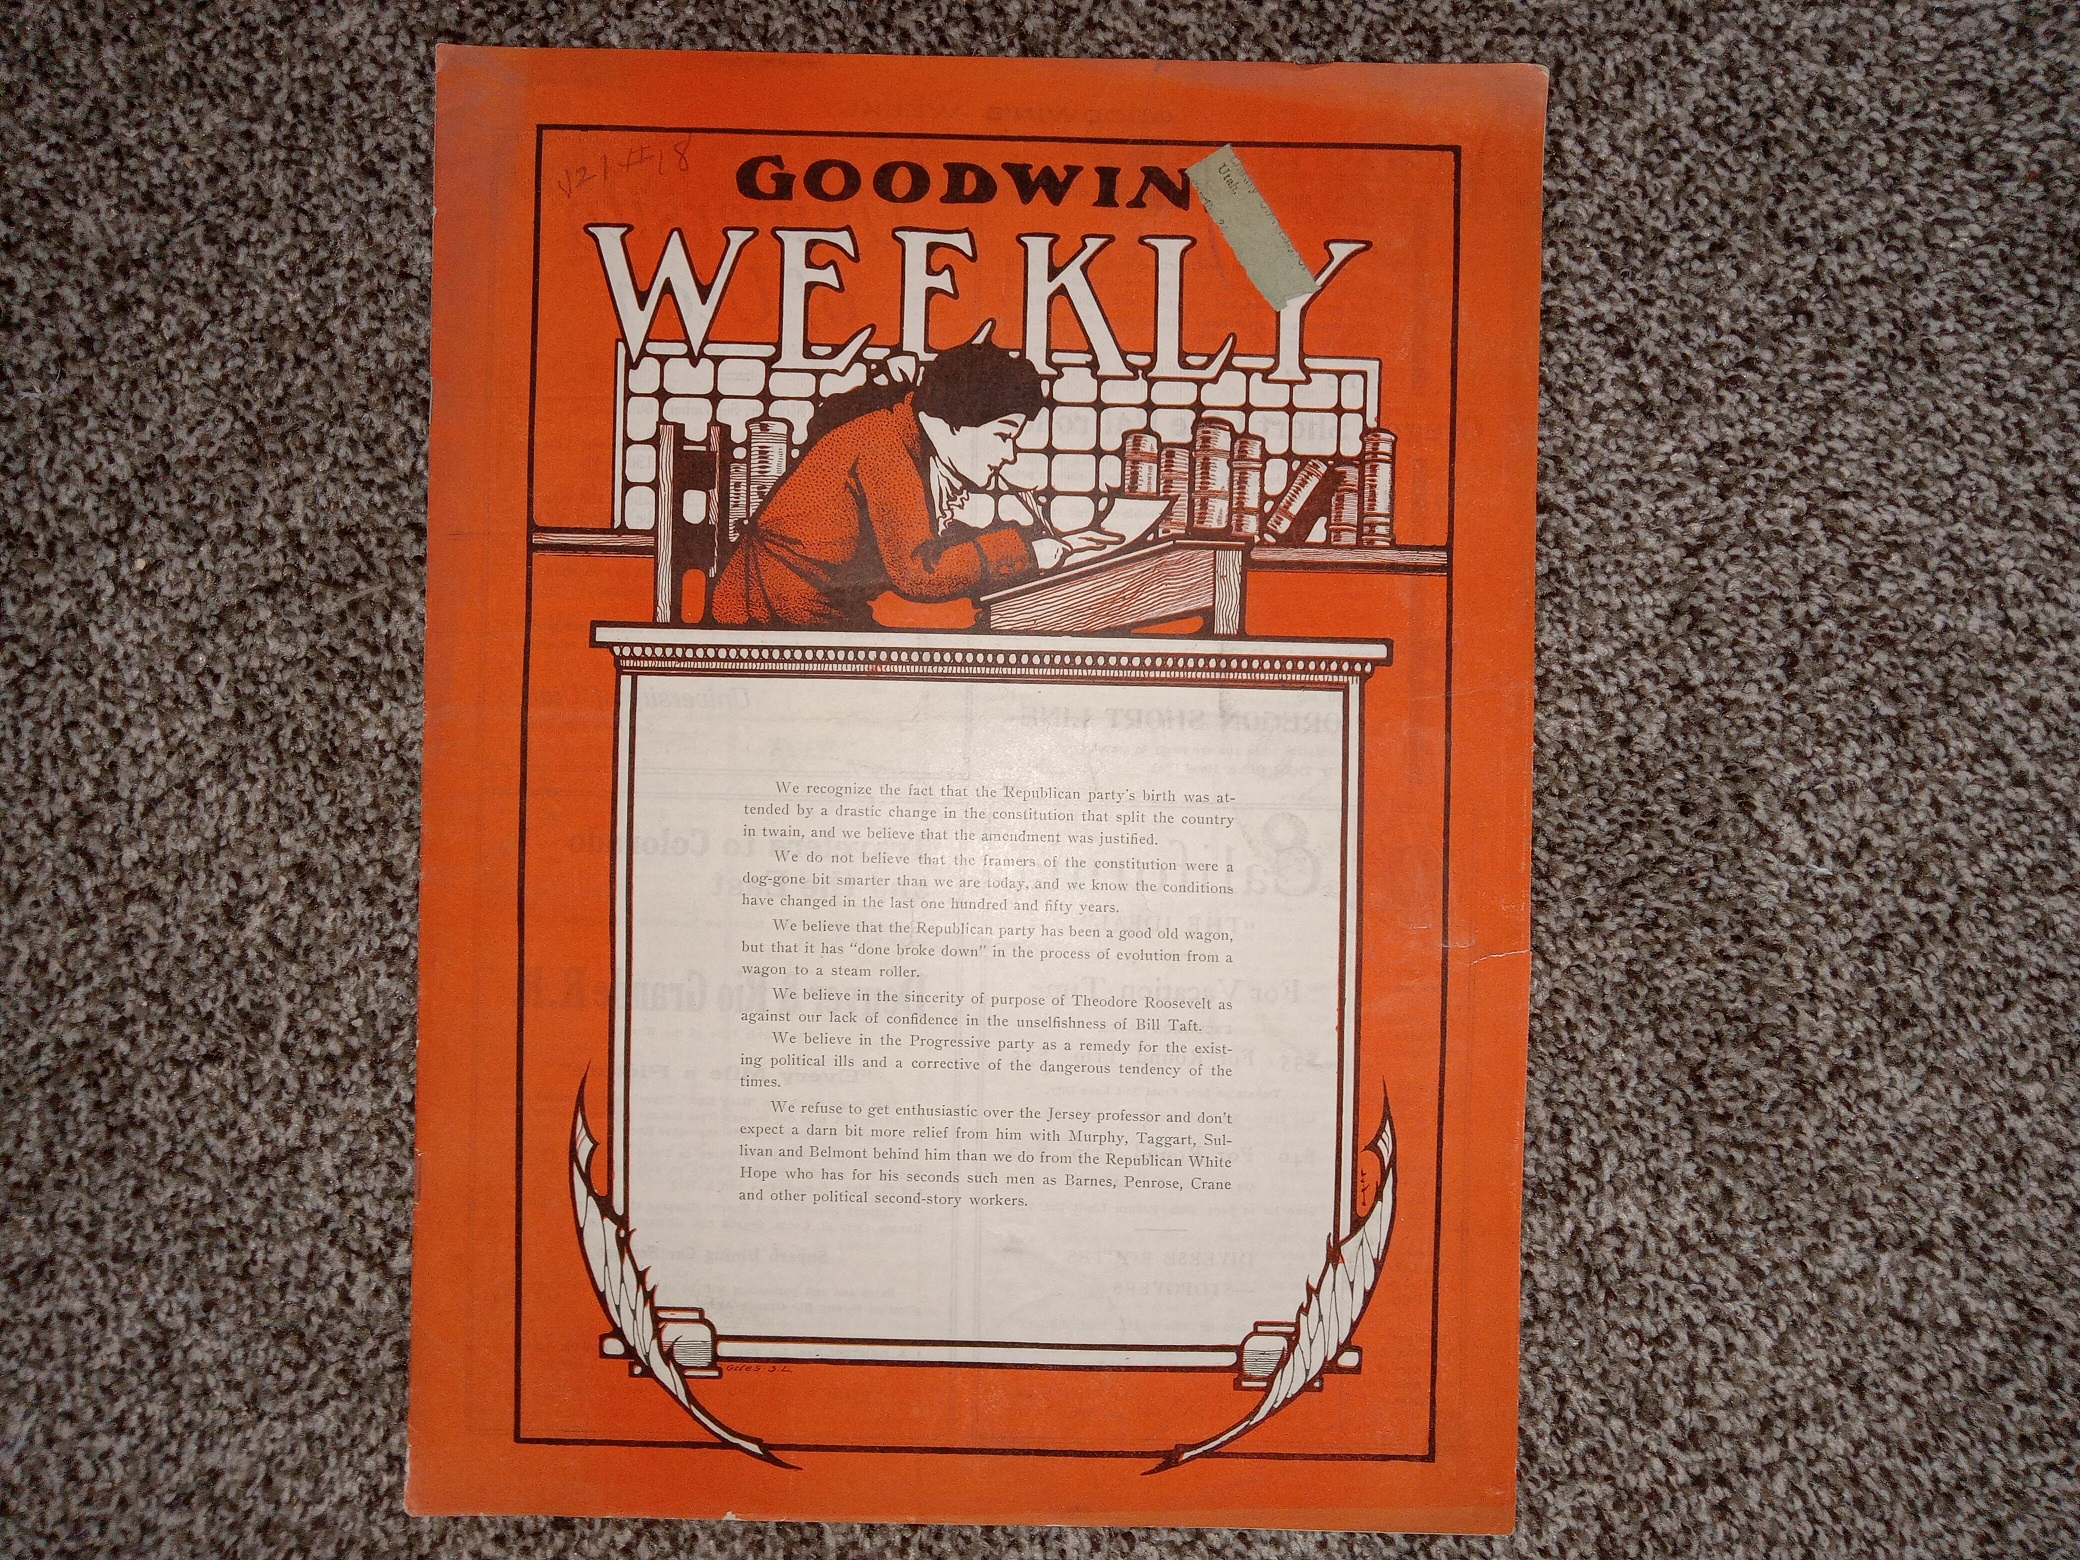 V21#18
GOODWIN
Utah.
WEEKLY
We recognize the fact that the Republican party's birth was at-
tended by a drastic change in the constitution that split the country
in twain, and we believe that the amendment was justified.
We do not believe that the framers of the constitution were a
dog-gone bit smarter than we are today, and we know the conditions
have changed in the last one hundred and fifty years.
We believe that the Republican party has been a good old wagon,
but that it has "done broke down" in the process of evolution from a
wagon to a steam roller.
We believe in the sincerity of purpose of Theodore Roosevelt as
against our lack of confidence in the unselfishness of Bill Taft.
We believe in the Progressive party as a remedy for the exist-
ing political ills and a corrective of the dangerous tendency of the
times.
We refuse to get enthusiastic over the Jersey professor and don't
expect a darn bit more relief from him with Murphy, Taggart, Sul-
livan and Belmont behind him than we do from the Republican White
Hope who has for his seconds such men as Barnes, Penrose, Crane
and other political second-story workers.